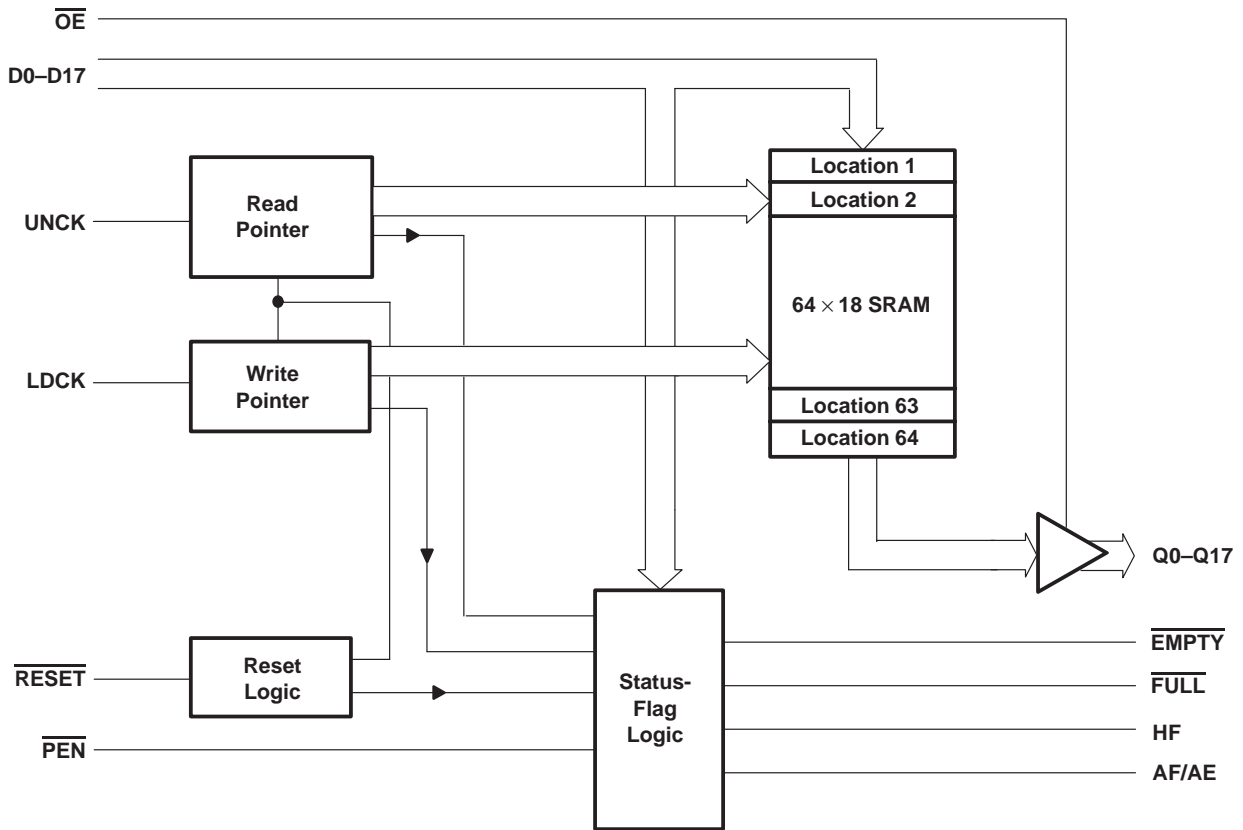 OE
D0–D17
Location 1
Location 2
Read
Pointer
UNCK
64 × 18 SRAM
Write
Pointer
LDCK
Location 63
Location 64
Q0–Q17
EMPTY
RESET
Reset
Logic
Status-
Flag
Logic
FULL
HF
PEN
AF/AE